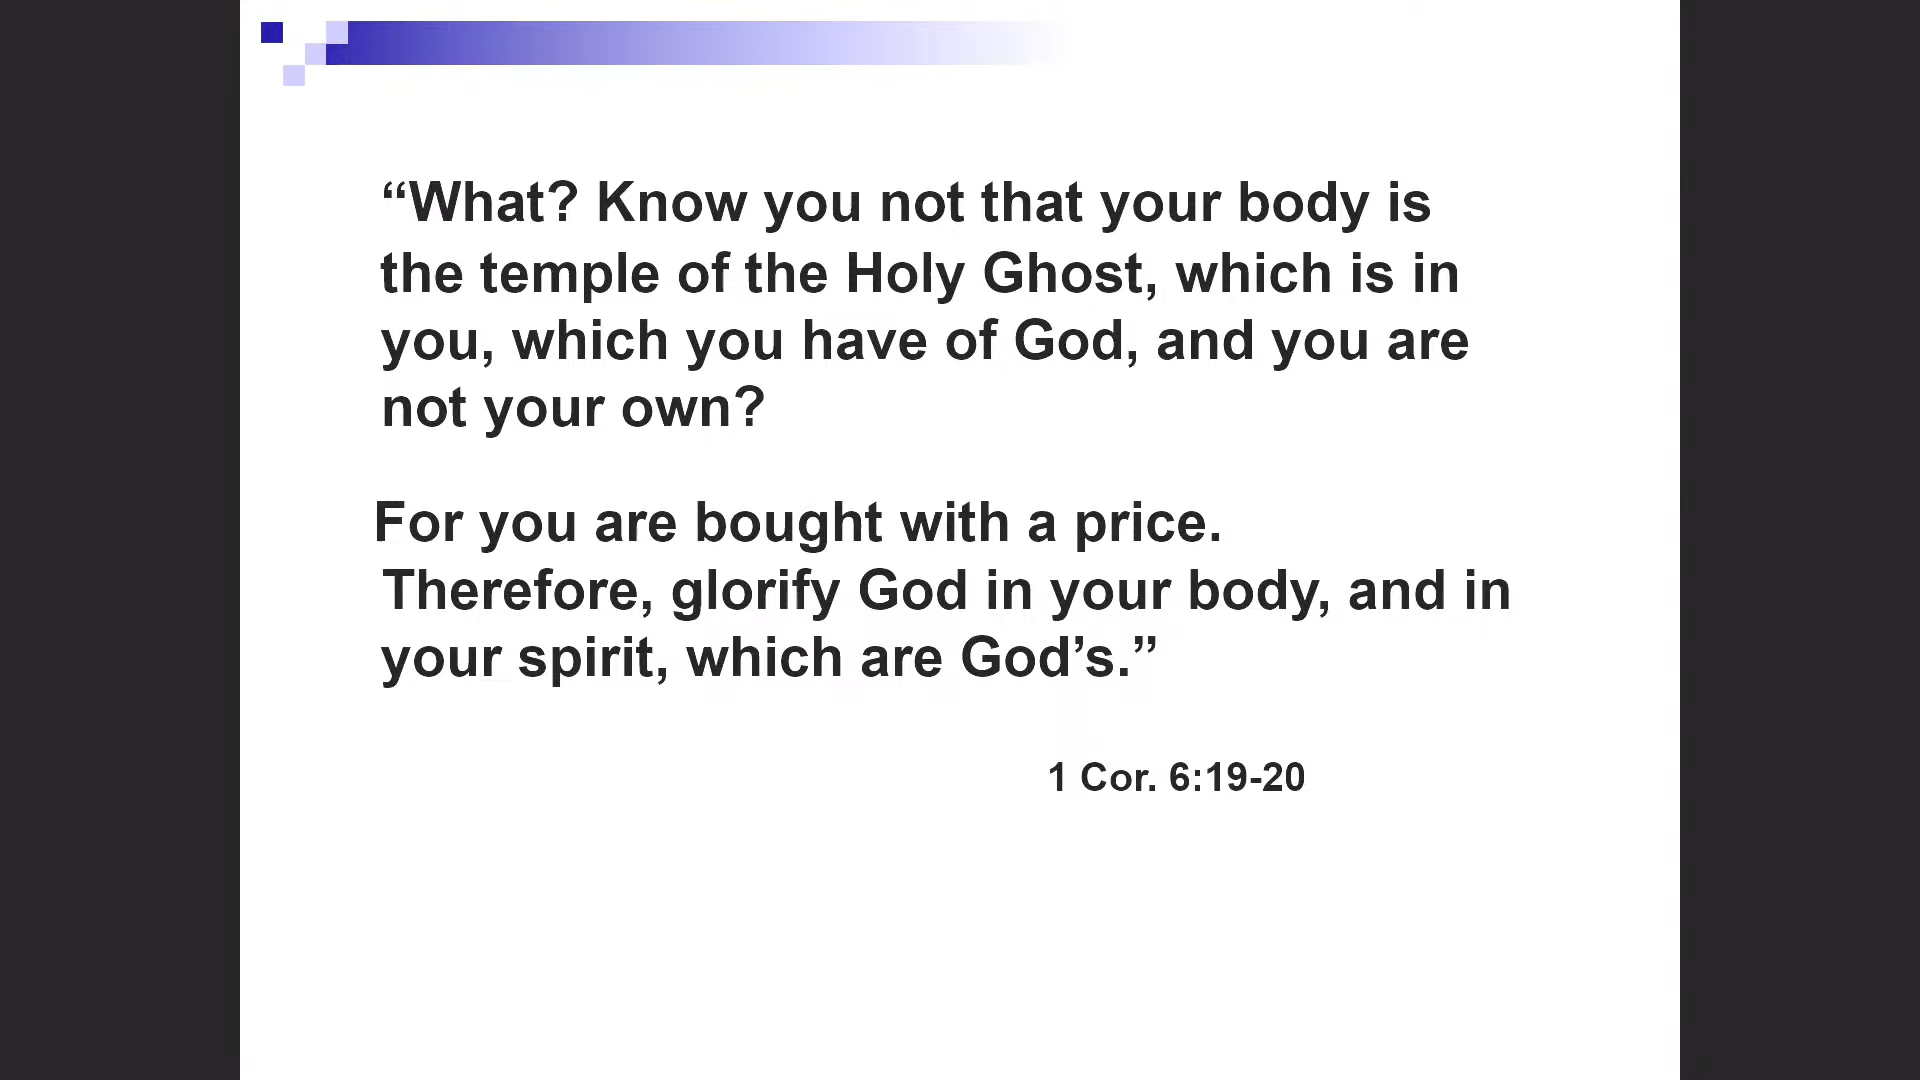 “What? Know you not that your body is
the temple of the Holy Ghost, which is in
you, which you have of God, and you are
not your own?
For you are bought with a price.
Therefore, glorify God in your body, and in
your spirit, which are God’s.”
1 Cor. 6:19-20